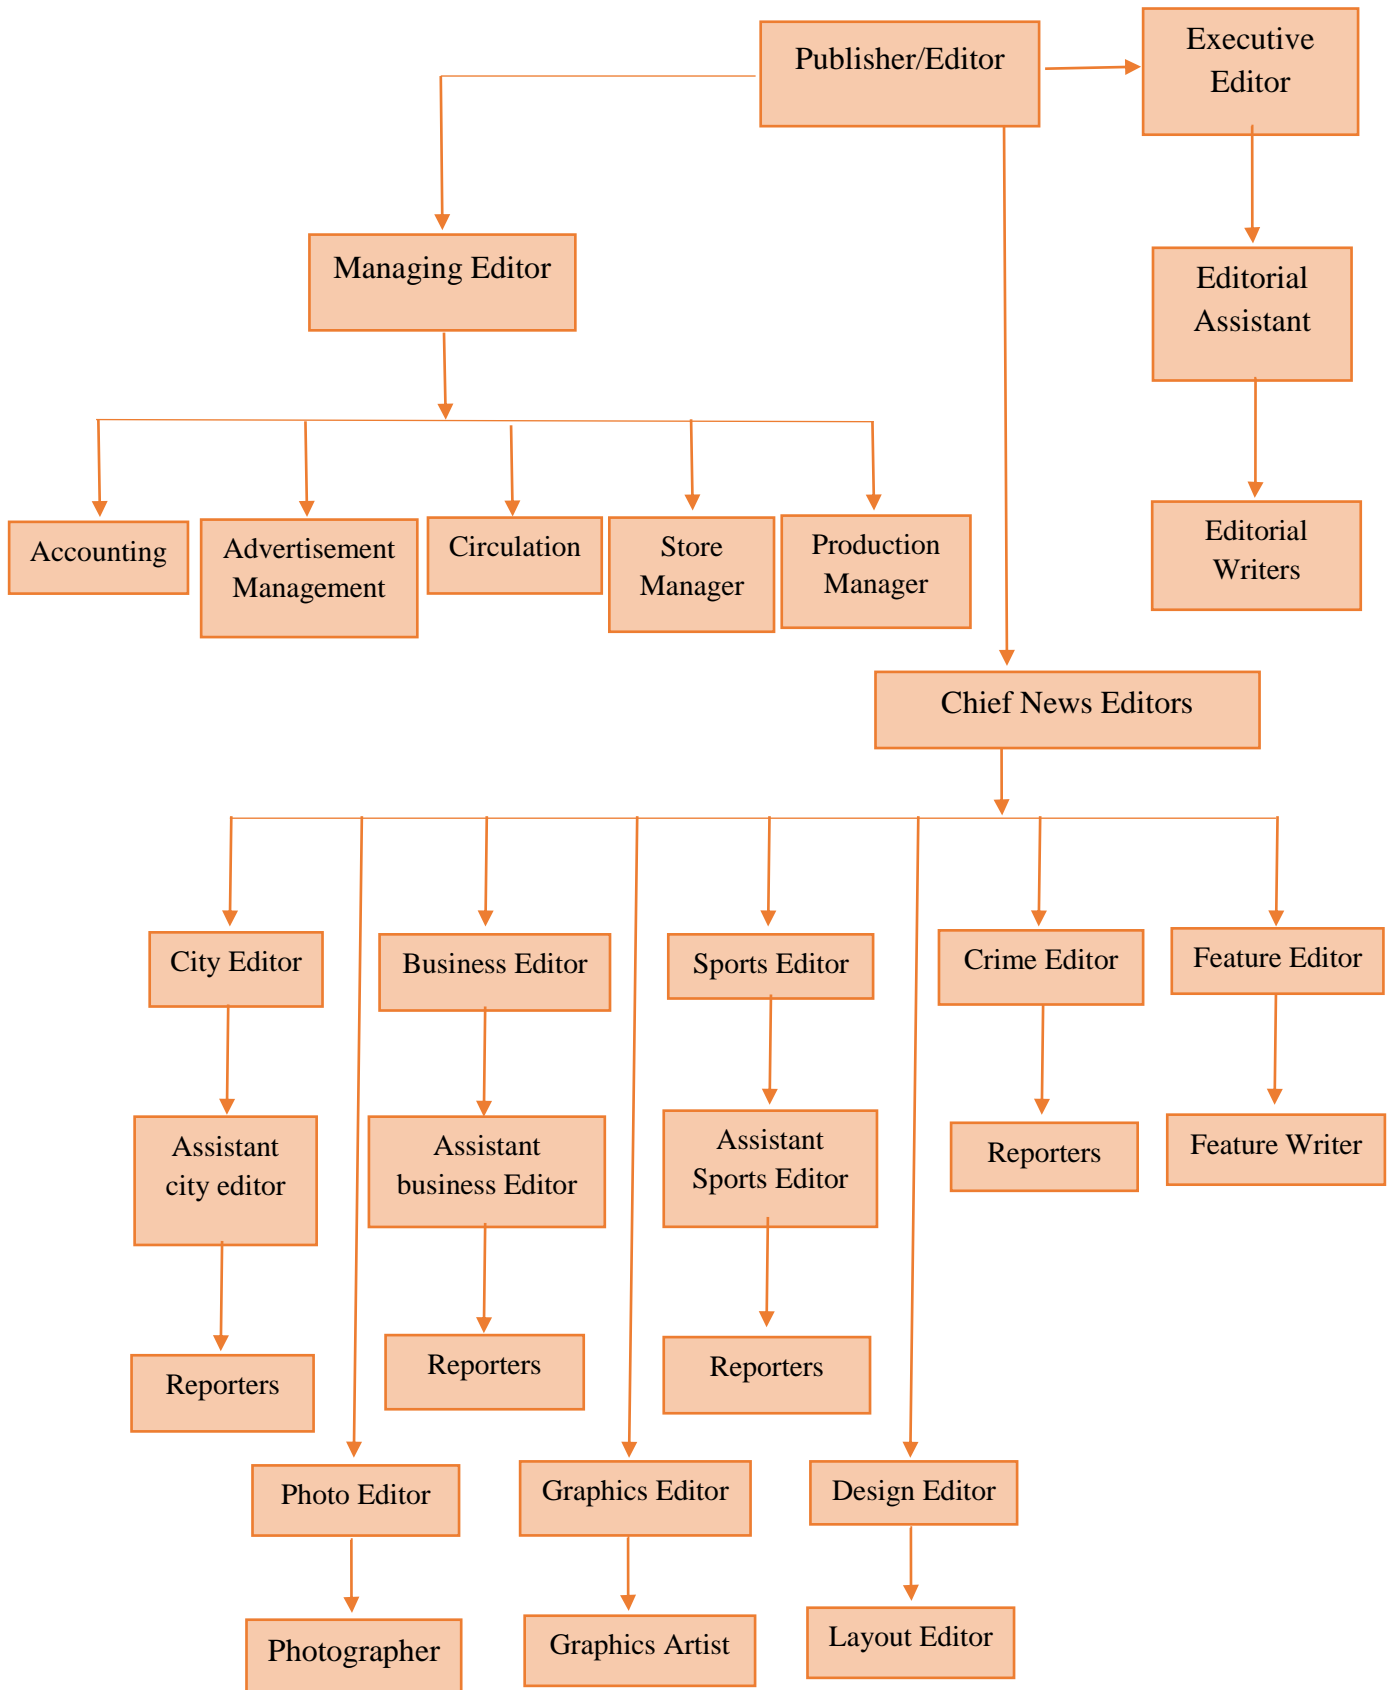 Publisher/Editor
Executive
Editor
Managing Editor
Editorial
Assistant
Accounting
Advertisement
Management
Circulation
Store
Manager
Production
Manager
Editorial
Writers
Chief News Editors
City Editor
Business Editor
Sports Editor
Crime Editor
Feature Editor
Assistant
city editor
Assistant
business Editor
Assistant
Sports Editor
Reporters
Feature Writer
Reporters
Reporters
Reporters
Photo Editor
Graphics Editor
Design Editor
Photographer
Graphics Artist
Layout Editor